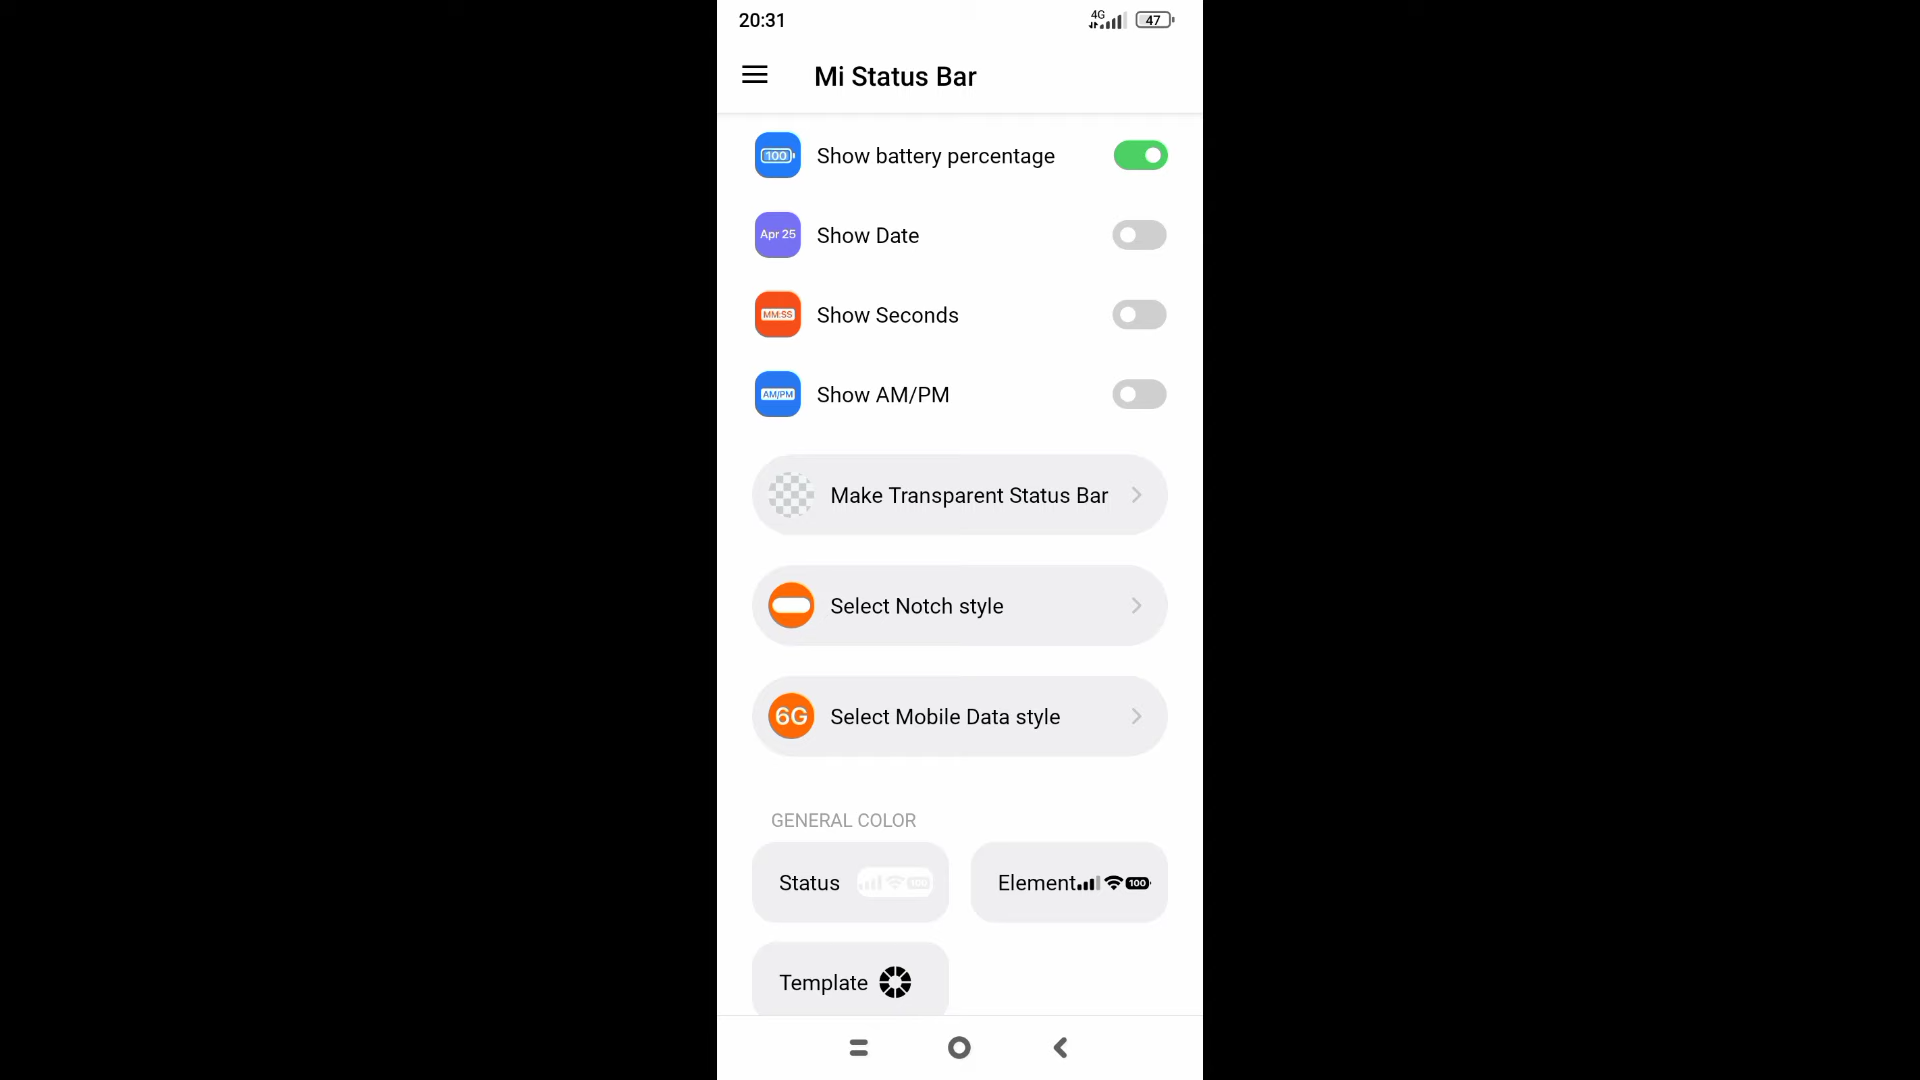 20:31 4G 47
Mi Status Bar
100 Show battery percentage
Apr 25 Show Date
MM:SS Show Seconds
AM/PM Show AM/PM
Make Transparent Status Bar
Select Notch style
6G Select Mobile Data style
GENERAL COLOR
Status 100 Element 100
Template